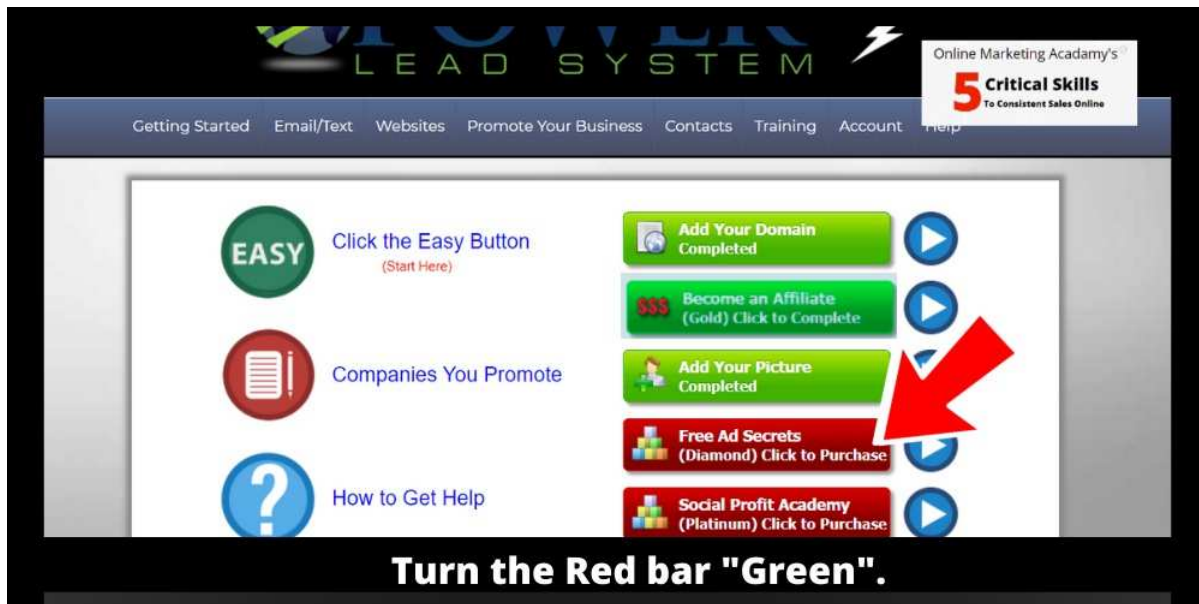 POWER
LEAD SYSTEM
Online Marketing Acadamy's
5 Critical Skills
To Consistent Sales Online
Getting Started Email/Text Websites Promote Your Business Contacts Training Account Help
EASY
Click the Easy Button
(Start Here)
Add Your Domain
Completed
$$$
Become an Affiliate
(Gold) Click to Complete
Companies You Promote
Add Your Picture
Completed
Free Ad Secrets
(Diamond) Click to Purchase
?
How to Get Help
Social Profit Academy
(Platinum) Click to Purchase
Turn the Red bar "Green".